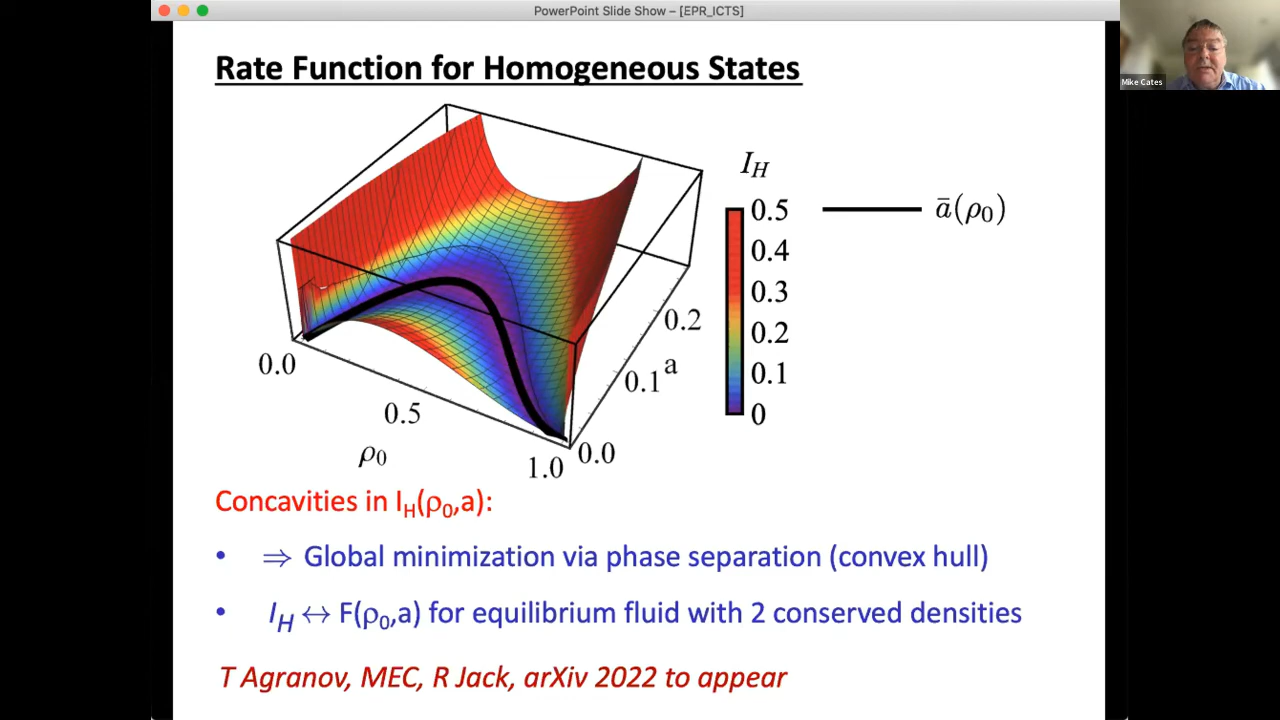 PowerPoint Slide Show – [EPR_ICTS]
Mike Cates
Rate Function for Homogeneous States
I_H
0.5
0.4
0.3
0.2
0.1
0
ā(ρ₀)
0.0
0.5
1.0
ρ₀
0.0
0.1
0.2
a
Concavities in I_H(ρ₀,a):
• ⇒ Global minimization via phase separation (convex hull)
• I_H ↔ F(ρ₀,a) for equilibrium fluid with 2 conserved densities
T Agranov, MEC, R Jack, arXiv 2022 to appear